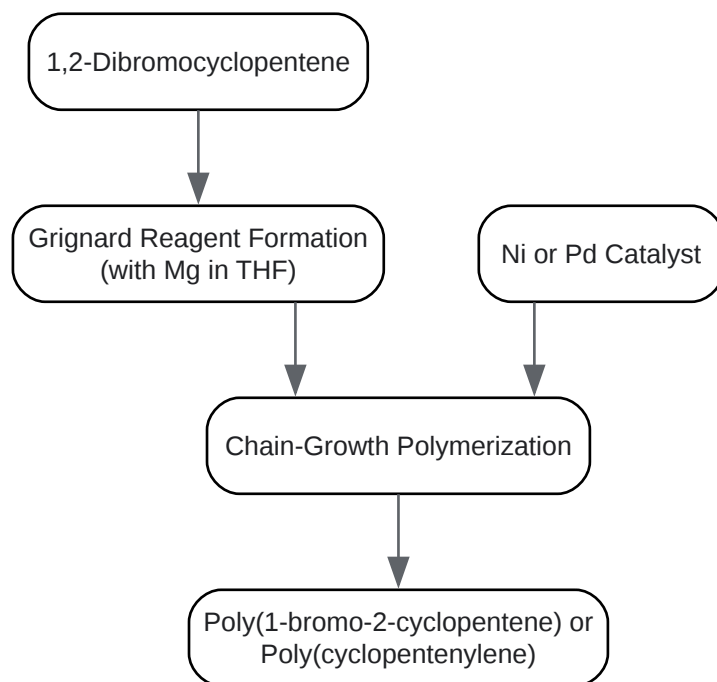 1,2-Dibromocyclopentene
Grignard Reagent Formation
(with Mg in THF)
Ni or Pd Catalyst
Chain-Growth Polymerization
Poly(1-bromo-2-cyclopentene) or
Poly(cyclopentenylene)